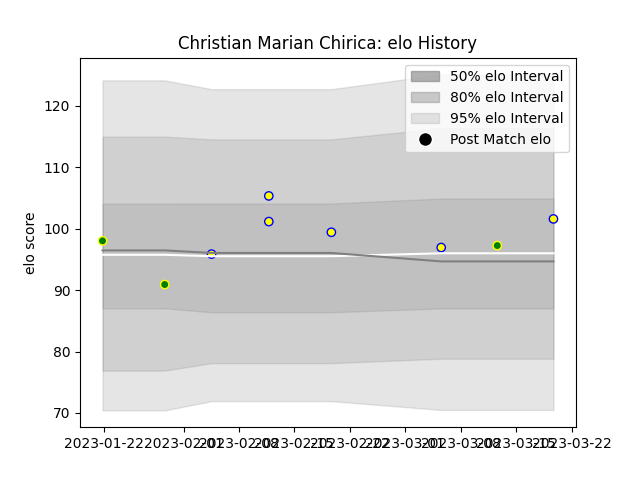 Christian Marian Chirica: elo History
50% elo Interval
80% elo Interval
95% elo Interval
Post Match elo
elo score
120
110
100
90
80
70
2023-01-22 2023-02-01 2023-02-08 2023-02-15 2023-02-22 2023-03-01 2023-03-08 2023-03-15 2023-03-22